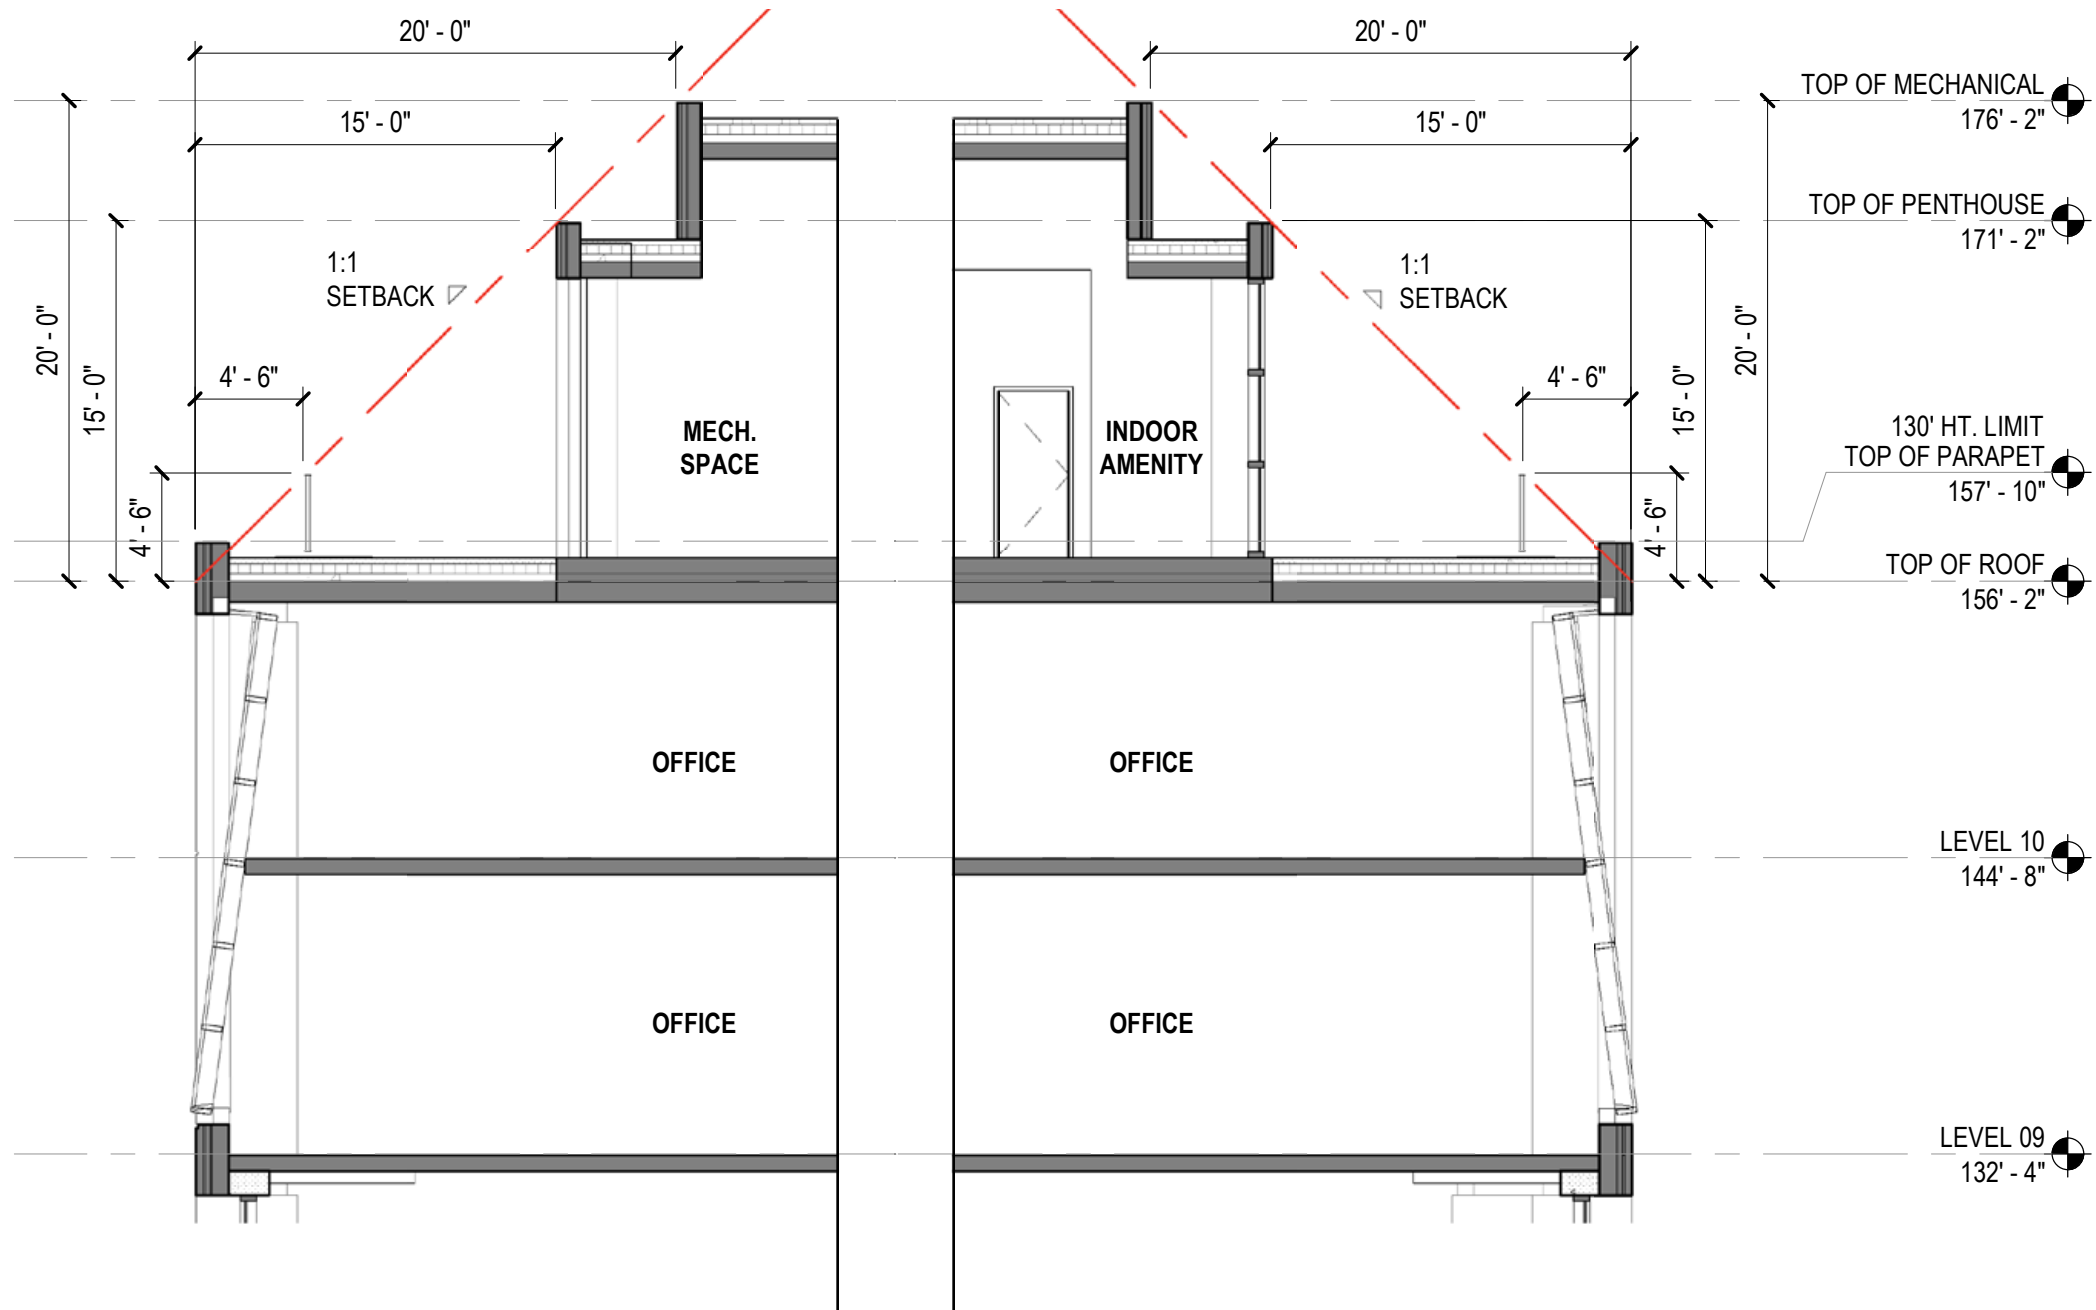 20' - 0"
20' - 0"
TOP OF MECHANICAL
176' - 2"
15' - 0"
15' - 0"
TOP OF PENTHOUSE
171' - 2"
1:1
SETBACK
1:1
SETBACK
20' - 0"
15' - 0"
4' - 6"
4' - 6"
4' - 6"
15' - 0"
20' - 0"
4' - 6"
MECH.
SPACE
INDOOR
AMENITY
130' HT. LIMIT
TOP OF PARAPET
157' - 10"
TOP OF ROOF
156' - 2"
OFFICE
OFFICE
LEVEL 10
144' - 8"
OFFICE
OFFICE
LEVEL 09
132' - 4"